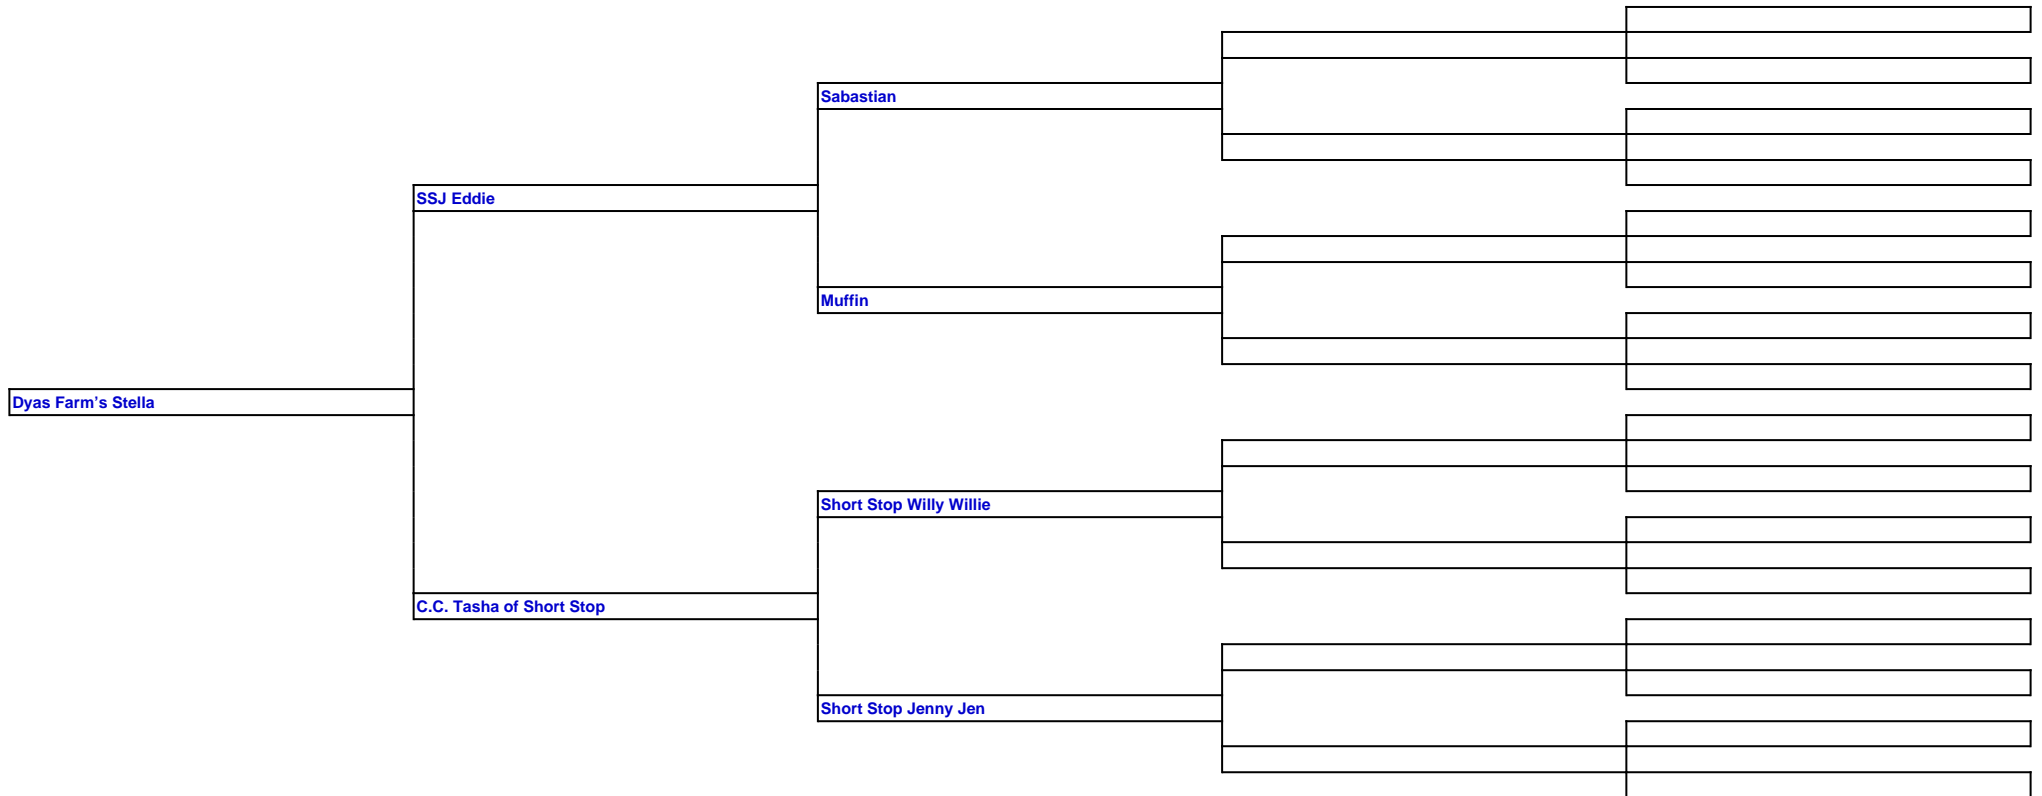 Sabastian
SSJ Eddie
Muffin
Dyas Farm’s Stella
Short Stop Willy Willie
C.C. Tasha of Short Stop
Short Stop Jenny Jen